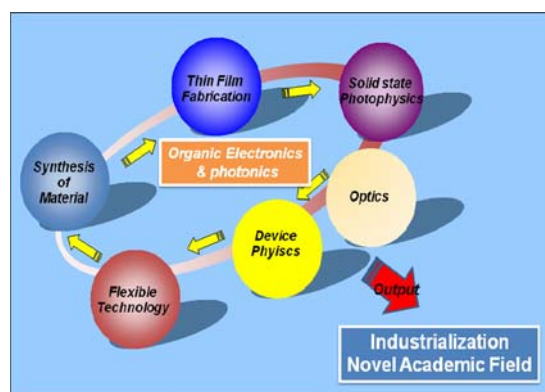 Thin Film
Fabrication
Solid state
Photophysics
Synthesis
of
Material
Organic Electronics
& photonics
Optics
Device
Phyiscs
Flexible
Technology
Output
Industrialization
Novel Academic Field